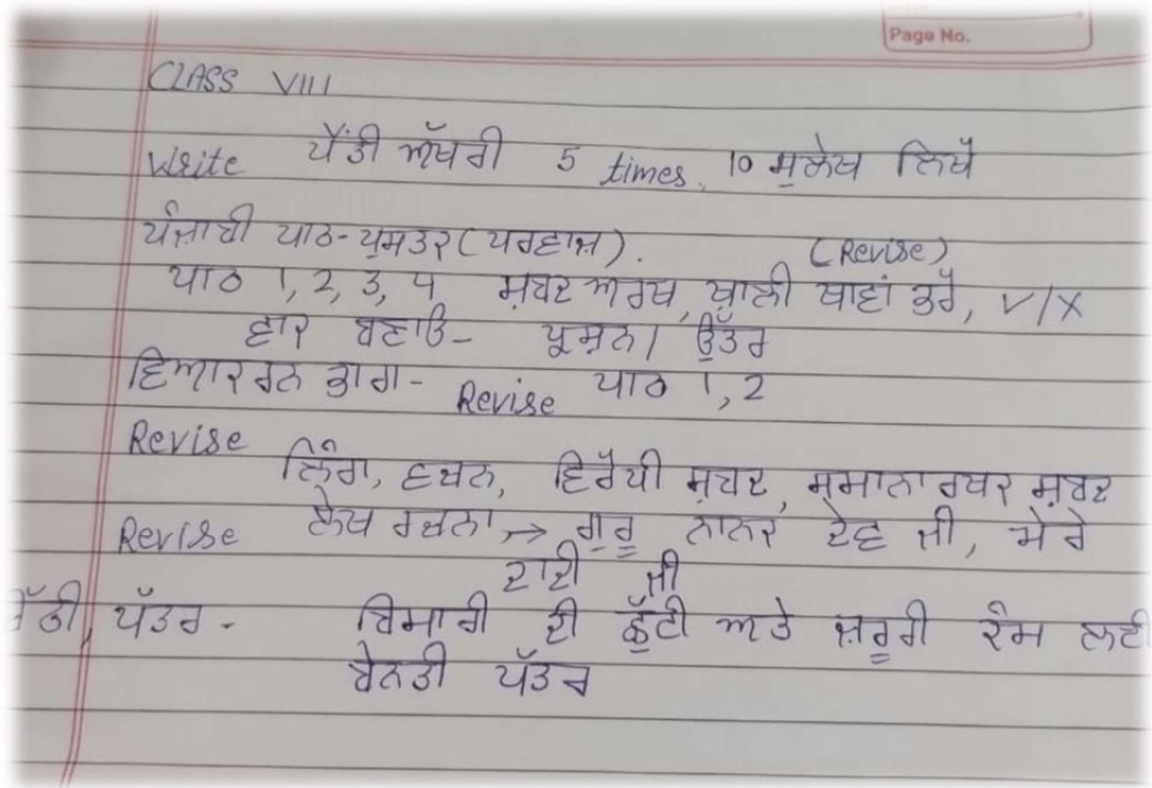 Page No.
CLASS VIII
Write ਪੈਂਤੀ ਅੱਖਰੀ 5 times. 10 ਸੁਲੇਖ ਲਿਖੋ
ਪੰਜਾਬੀ ਪਾਠ-ਪੁਸਤਕ (ਪਰਵਾਜ਼). (Revise)
ਪਾਠ 1, 2, 3, 4 ਸ਼ਬਦ ਅਰਥ, ਖ਼ਾਲੀ ਥਾਵਾਂ ਭਰੋ, ✓/X
ਵਾਕ ਬਣਾਓ- ਪ੍ਰਸ਼ਨ/ ਉੱਤਰ
ਵਿਆਕਰਨ ਭਾਗ- Revise ਪਾਠ 1, 2
Revise ਲਿੰਗ, ਵਚਨ, ਵਿਰੋਧੀ ਸ਼ਬਦ, ਸਮਾਨਾਰਥਕ ਸ਼ਬਦ
Revise ਲੇਖ ਰਚਨਾ → ਗੁਰੂ ਨਾਨਕ ਦੇਵ ਜੀ, ਮੇਰੇ
ਦਾਦੀ ਜੀ
ਪੱਤਰ - ਬਿਮਾਰੀ ਦੀ ਛੁੱਟੀ ਅਤੇ ਜ਼ਰੂਰੀ ਕੰਮ ਲਈ
ਬੇਨਤੀ ਪੱਤਰ